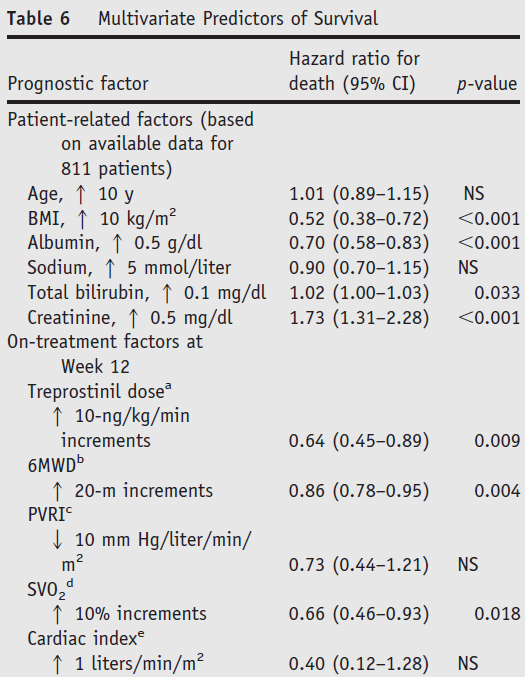 Table 6 Multivariate Predictors of Survival
Hazard ratio for
Prognostic factor death (95% CI) p-value
Patient-related factors (based
on available data for
811 patients)
Age, ↑ 10 y 1.01 (0.89–1.15) NS
BMI, ↑ 10 kg/m² 0.52 (0.38–0.72) <0.001
Albumin, ↑ 0.5 g/dl 0.70 (0.58–0.83) <0.001
Sodium, ↑ 5 mmol/liter 0.90 (0.70–1.15) NS
Total bilirubin, ↑ 0.1 mg/dl 1.02 (1.00–1.03) 0.033
Creatinine, ↑ 0.5 mg/dl 1.73 (1.31–2.28) <0.001
On-treatment factors at
Week 12
Treprostinil doseᵃ
↑ 10-ng/kg/min
increments 0.64 (0.45–0.89) 0.009
6MWDᵇ
↑ 20-m increments 0.86 (0.78–0.95) 0.004
PVRIᶜ
↓ 10 mm Hg/liter/min/
m² 0.73 (0.44–1.21) NS
SVO₂ᵈ
↑ 10% increments 0.66 (0.46–0.93) 0.018
Cardiac indexᵉ
↑ 1 liters/min/m² 0.40 (0.12–1.28) NS